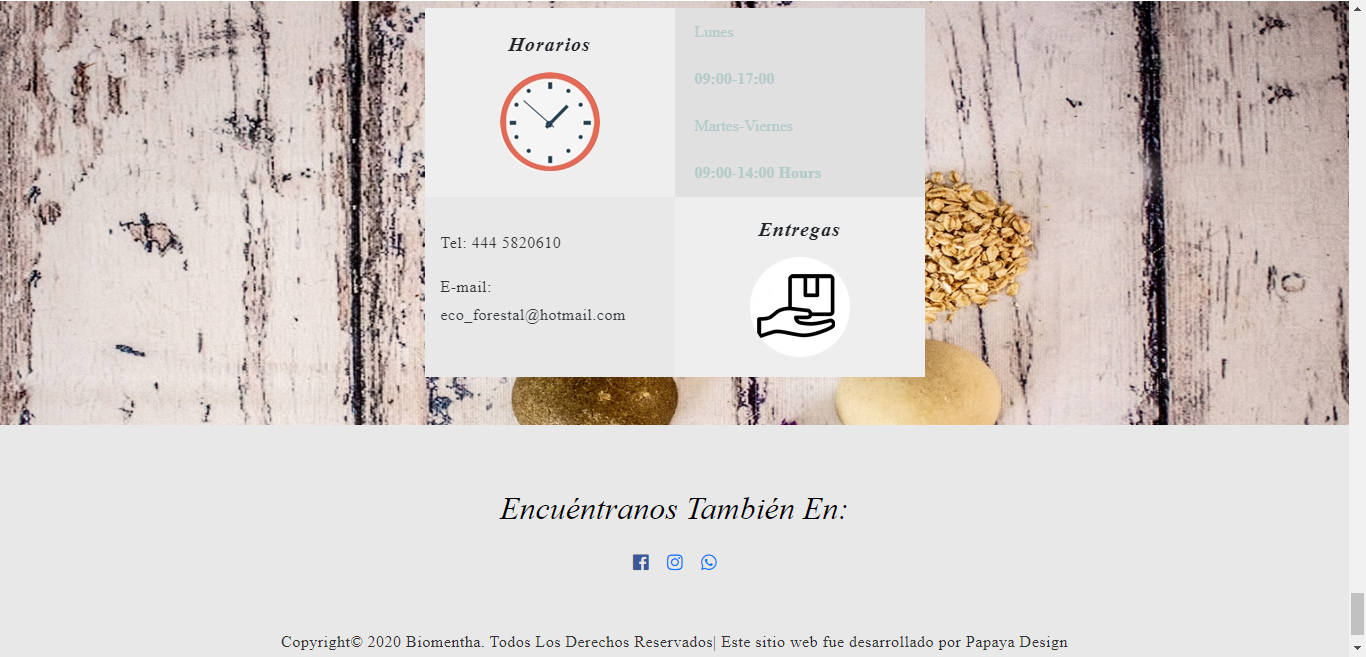 Horarios
Lunes
09:00-17:00
Martes-Viernes
09:00-14:00 Hours
Tel: 444 5820610
E-mail:
eco_forestal@hotmail.com
Entregas
Encuéntranos También En:
Copyright© 2020 Biomentha. Todos Los Derechos Reservados| Este sitio web fue desarrollado por Papaya Design